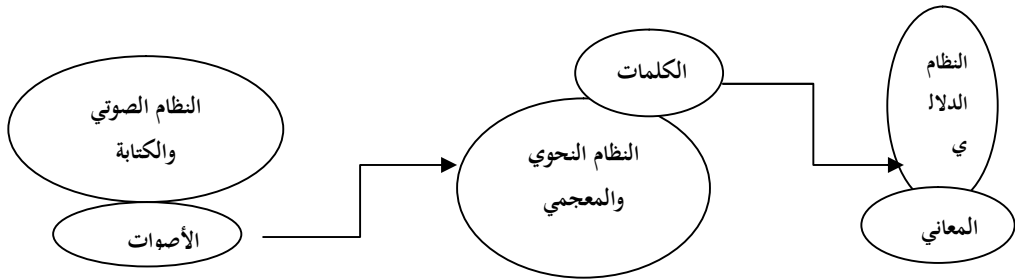 النظام الصوتي
والكتابة
الأصوات
الكلمات
النظام النحوي
والمعجمي
النظام
الدلال
ي
المعاني